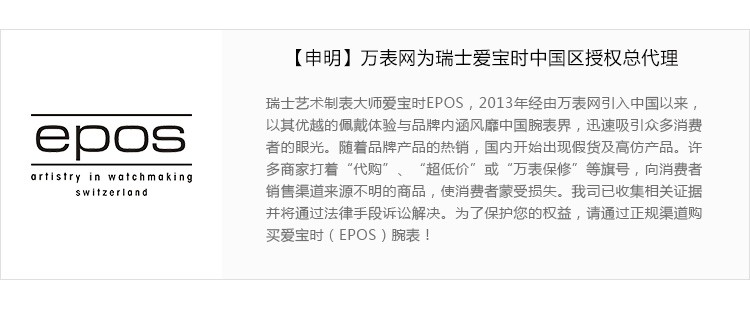 epos
artistry in watchmaking
switzerland
【申明】万表网为瑞士爱宝时中国区授权总代理
瑞士艺术制表大师爱宝时EPOS，2013年经由万表网引入中国以来，
以其优越的佩戴体验与品牌内涵风靡中国腕表界，迅速吸引众多消费
者的眼光。随着品牌产品的热销，国内开始出现假货及高仿产品。许
多商家打着“代购”、“超低价”或“万表保修”等旗号，向消费者
销售渠道来源不明的商品，使消费者蒙受损失。我司已收集相关证据
并将通过法律手段诉讼解决。为了保护您的权益，请通过正规渠道购
买爱宝时（EPOS）腕表！